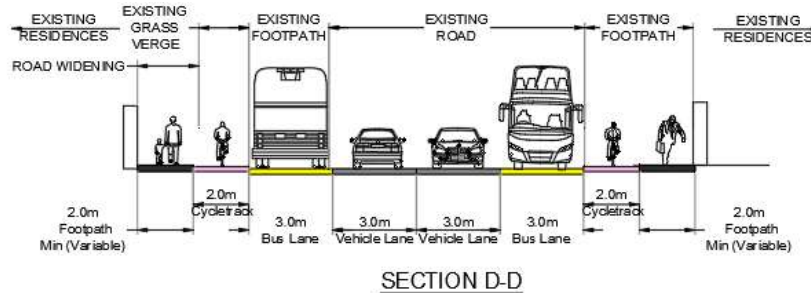 EXISTING RESIDENCES
EXISTING GRASS VERGE
EXISTING FOOTPATH
EXISTING ROAD
EXISTING FOOTPATH
EXISTING RESIDENCES
ROAD WIDENING
2.0m Footpath Min (Variable)
2.0m Cycletrack
3.0m Bus Lane
3.0m Vehicle Lane
3.0m Vehicle Lane
3.0m Bus Lane
2.0m Cycletrack
2.0m Footpath Min (Variable)
SECTION D-D